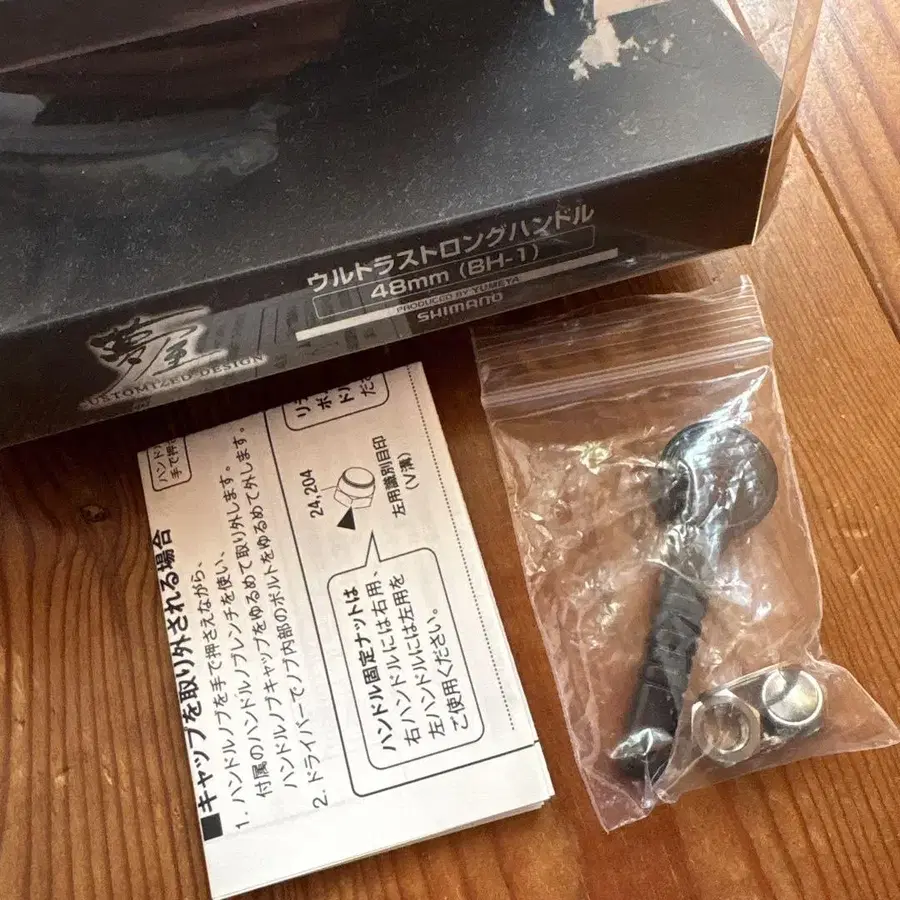 ウルトラストロングハンドル
48mm (BH-1)
PRODUCED BY YUMEYA
SHIMANO
夢屋
CUSTOMIZED DESIGN
■キャップを取り外される場合
1. ハンドルノブを手で押さえながら、
付属のハンドルノブレンチを使い、
ハンドルノブキャップをゆるめて取り外します。
2. ドライバーでノブ内部のボルトをゆるめて外します。
ハンド
手で押さ
24,204
左用識別目印
(V溝)
ハンドル固定ナットは
右ハンドルには右用、
左ハンドルには左用を
ご使用ください。